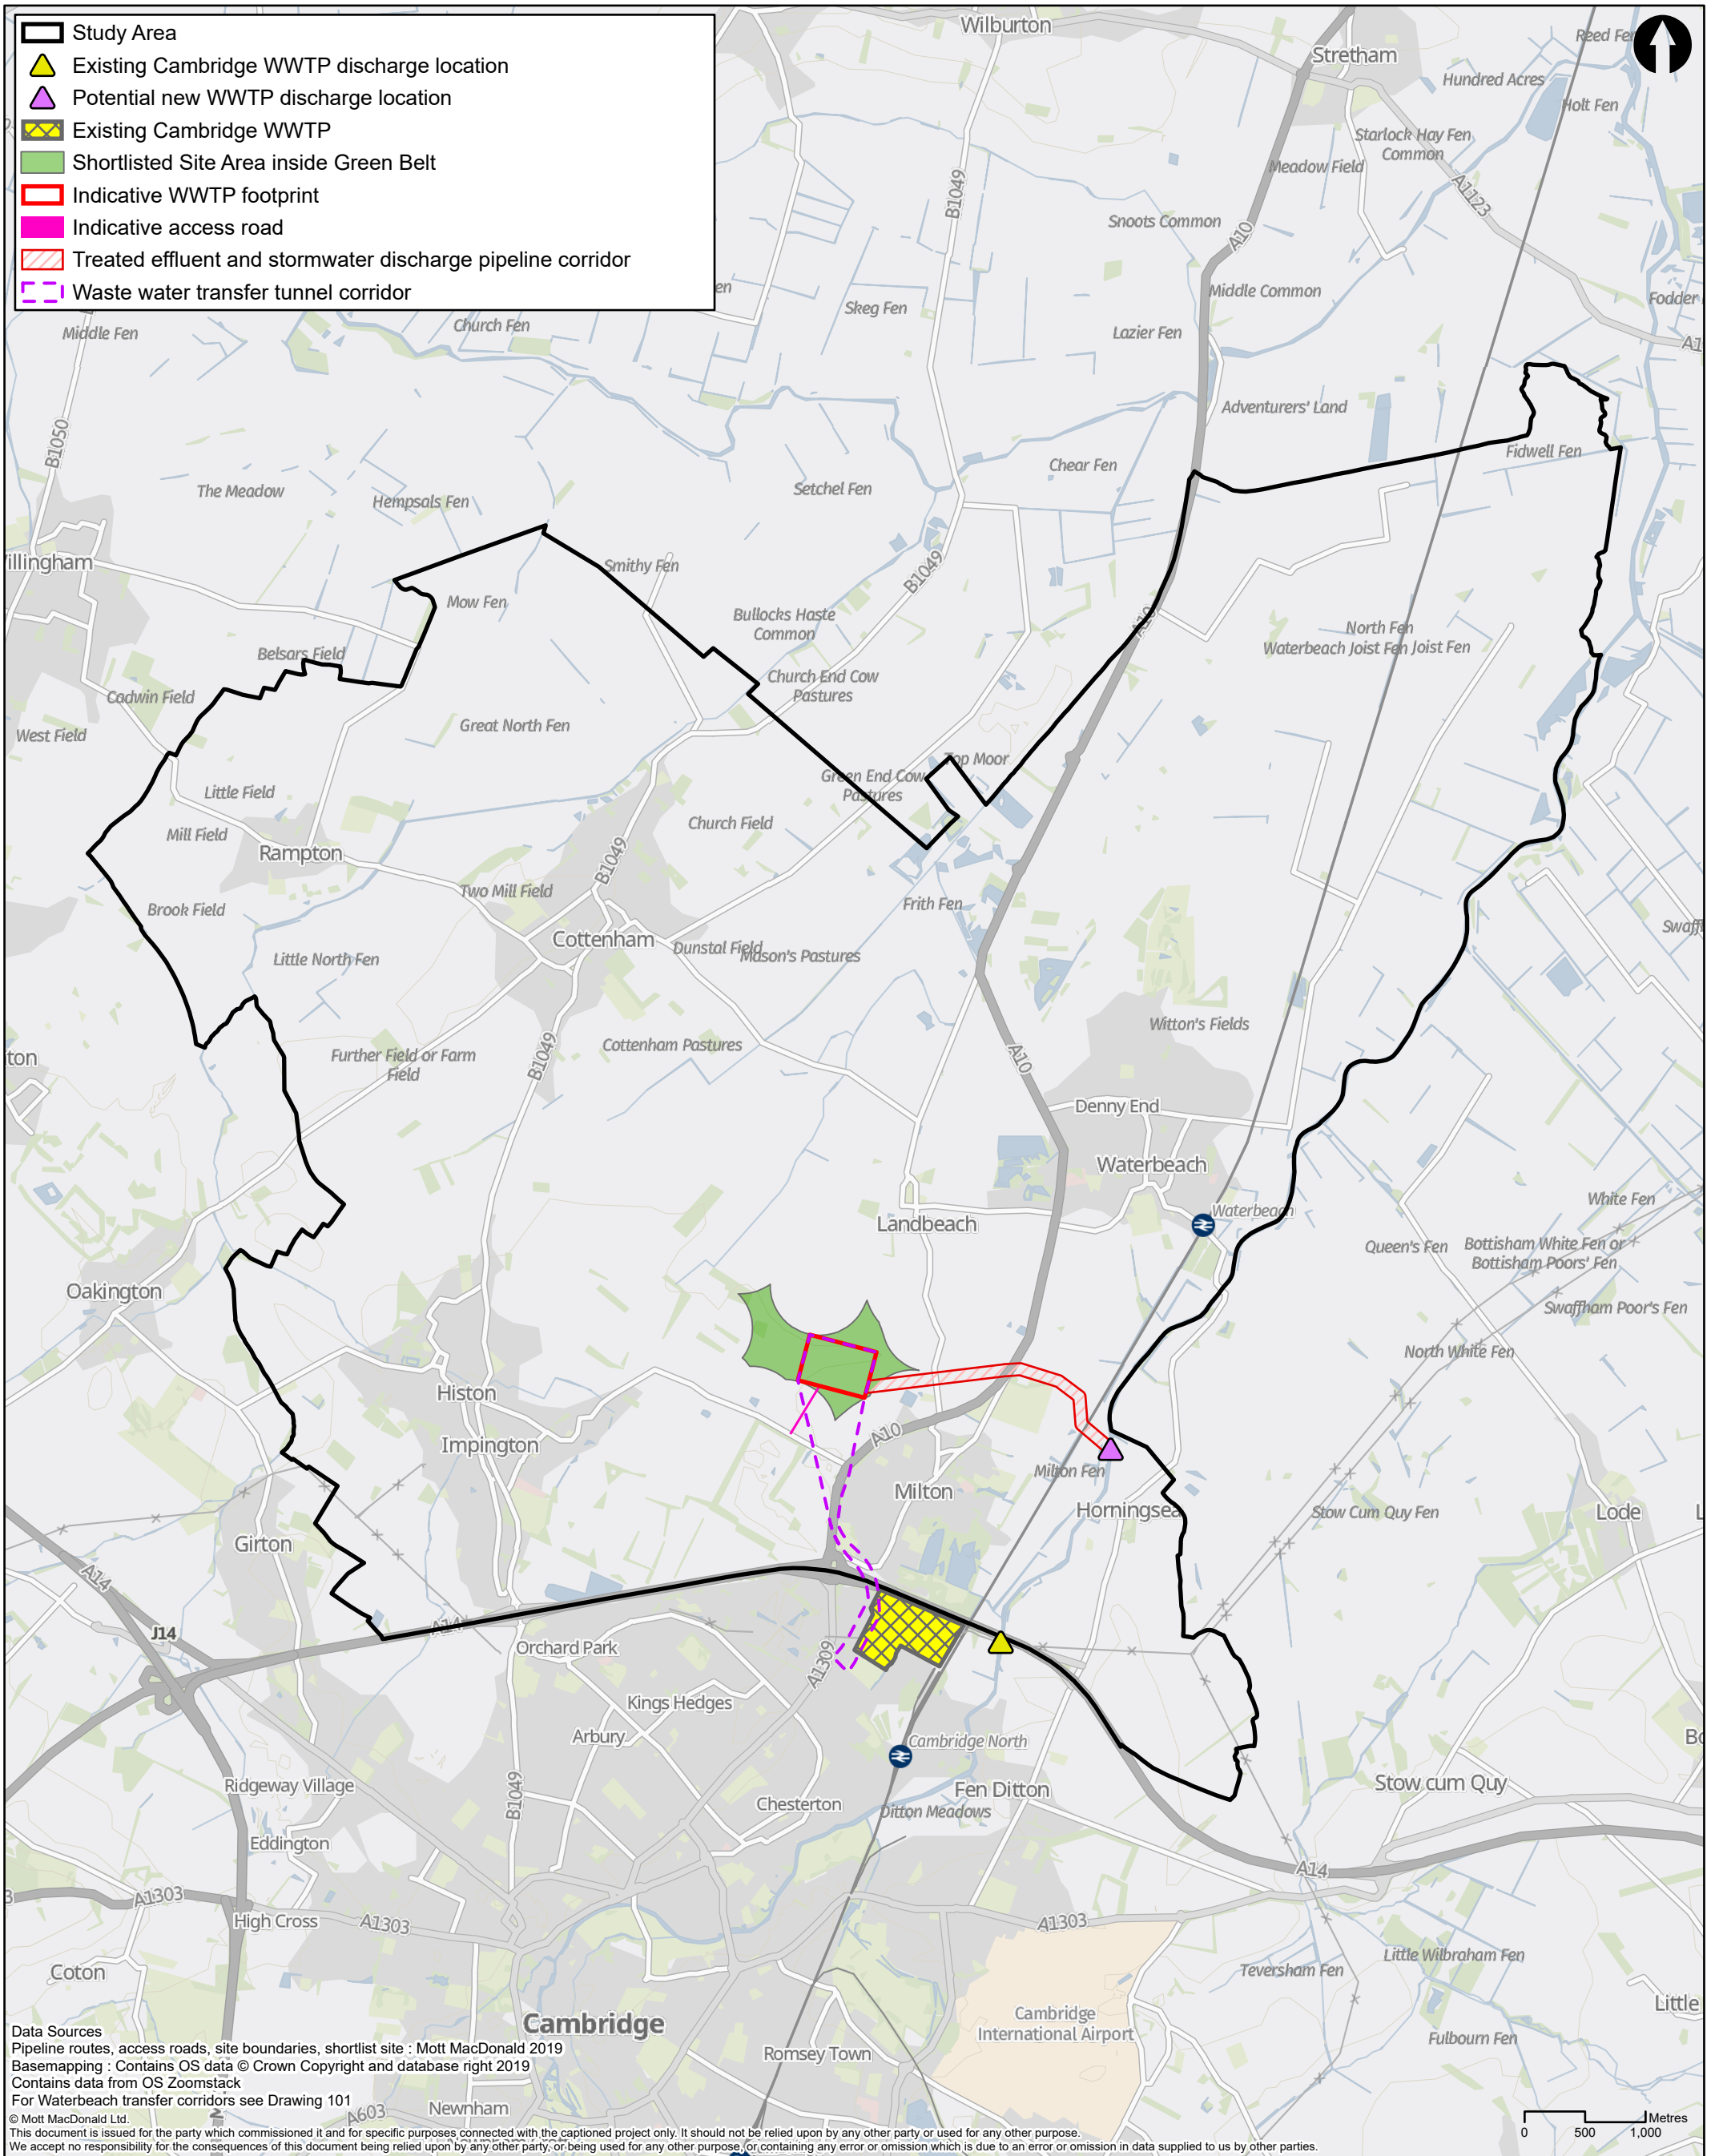 Study Area
Existing Cambridge WWTP discharge location
Potential new WWTP discharge location
Existing Cambridge WWTP
Shortlisted Site Area inside Green Belt
Indicative WWTP footprint
Indicative access road
Treated effluent and stormwater discharge pipeline corridor
Waste water transfer tunnel corridor
Wilburton
Stretham
Hundred Acres
Holt Fen
Starlock Hay Fen
Common
Meadow Field
A1123
B1049
Snoots Common
A10
Middle Common
Fodder
Skeg Fen
Lazier Fen
Church Fen
Middle Fen
A1
Adventurers' Land
B1050
Fidwell Fen
Chear Fen
Setchel Fen
The Meadow
Hempsals Fen
illingham
Smithy Fen
B1049
Mow Fen
Bullocks Haste
Common
A10
North Fen
Waterbeach Joist Fen Joist Fen
Belsars Field
Church End Cow
Pastures
Cadwin Field
Great North Fen
West Field
Top Moor
Green End Cow
Pastures
Little Field
Church Field
Mill Field
Rampton
B1049
Two Mill Field
Frith Fen
Brook Field
Cottenham
Dunstal Field
Mason's Pastures
Swaff
Little North Fen
Witton's Fields
Cottenham Pastures
Further Field or Farm
Field
B1049
A10
ton
Denny End
Waterbeach
White Fen
Waterbeach
Landbeach
Queen's Fen
Bottisham White Fen or
Bottisham Poors' Fen
Oakington
Swaffham Poor's Fen
North White Fen
Histon
Impington
A10
Milton Fen
Milton
Horningsea
Stow Cum Quy Fen
Lode
L
Girton
A14
J14
A14
Orchard Park
A1309
Kings Hedges
Arbury
Cambridge North
Ridgeway Village
B1049
Fen Ditton
Stow cum Quy
Chesterton
Ditton Meadows
Eddington
A14
A1303
High Cross
A1303
A1303
Coton
Little Wilbraham Fen
Teversham Fen
Cambridge
Cambridge
International Airport
Little
Fulbourn Fen
Romsey Town
Data Sources
Pipeline routes, access roads, site boundaries, shortlist site : Mott MacDonald 2019
Basemapping : Contains OS data © Crown Copyright and database right 2019
Contains data from OS Zoomstack
For Waterbeach transfer corridors see Drawing 101
A603
Newnham
© Mott MacDonald Ltd.
This document is issued for the party which commissioned it and for specific purposes connected with the captioned project only. It should not be relied upon by any other party or used for any other purpose.
We accept no responsibility for the consequences of this document being relied upon by any other party, or being used for any other purpose, or containing any error or omission which is due to an error or omission in data supplied to us by other parties.
Metres
0 500 1,000